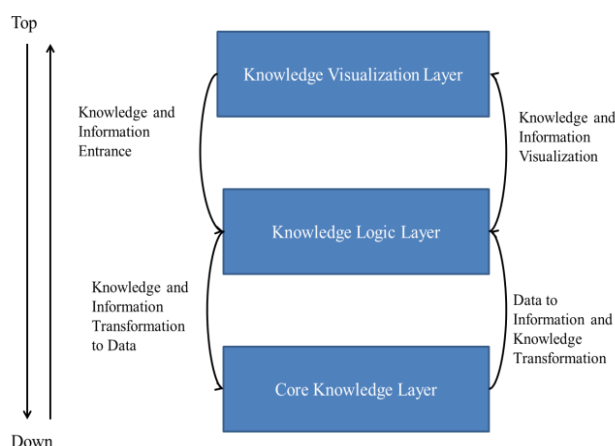 Top
Knowledge Visualization Layer
Knowledge and
Information
Entrance
Knowledge and
Information
Visualization
Knowledge Logic Layer
Knowledge and
Information
Transformation
to Data
Data to
Information and
Knowledge
Transformation
Core Knowledge Layer
Down